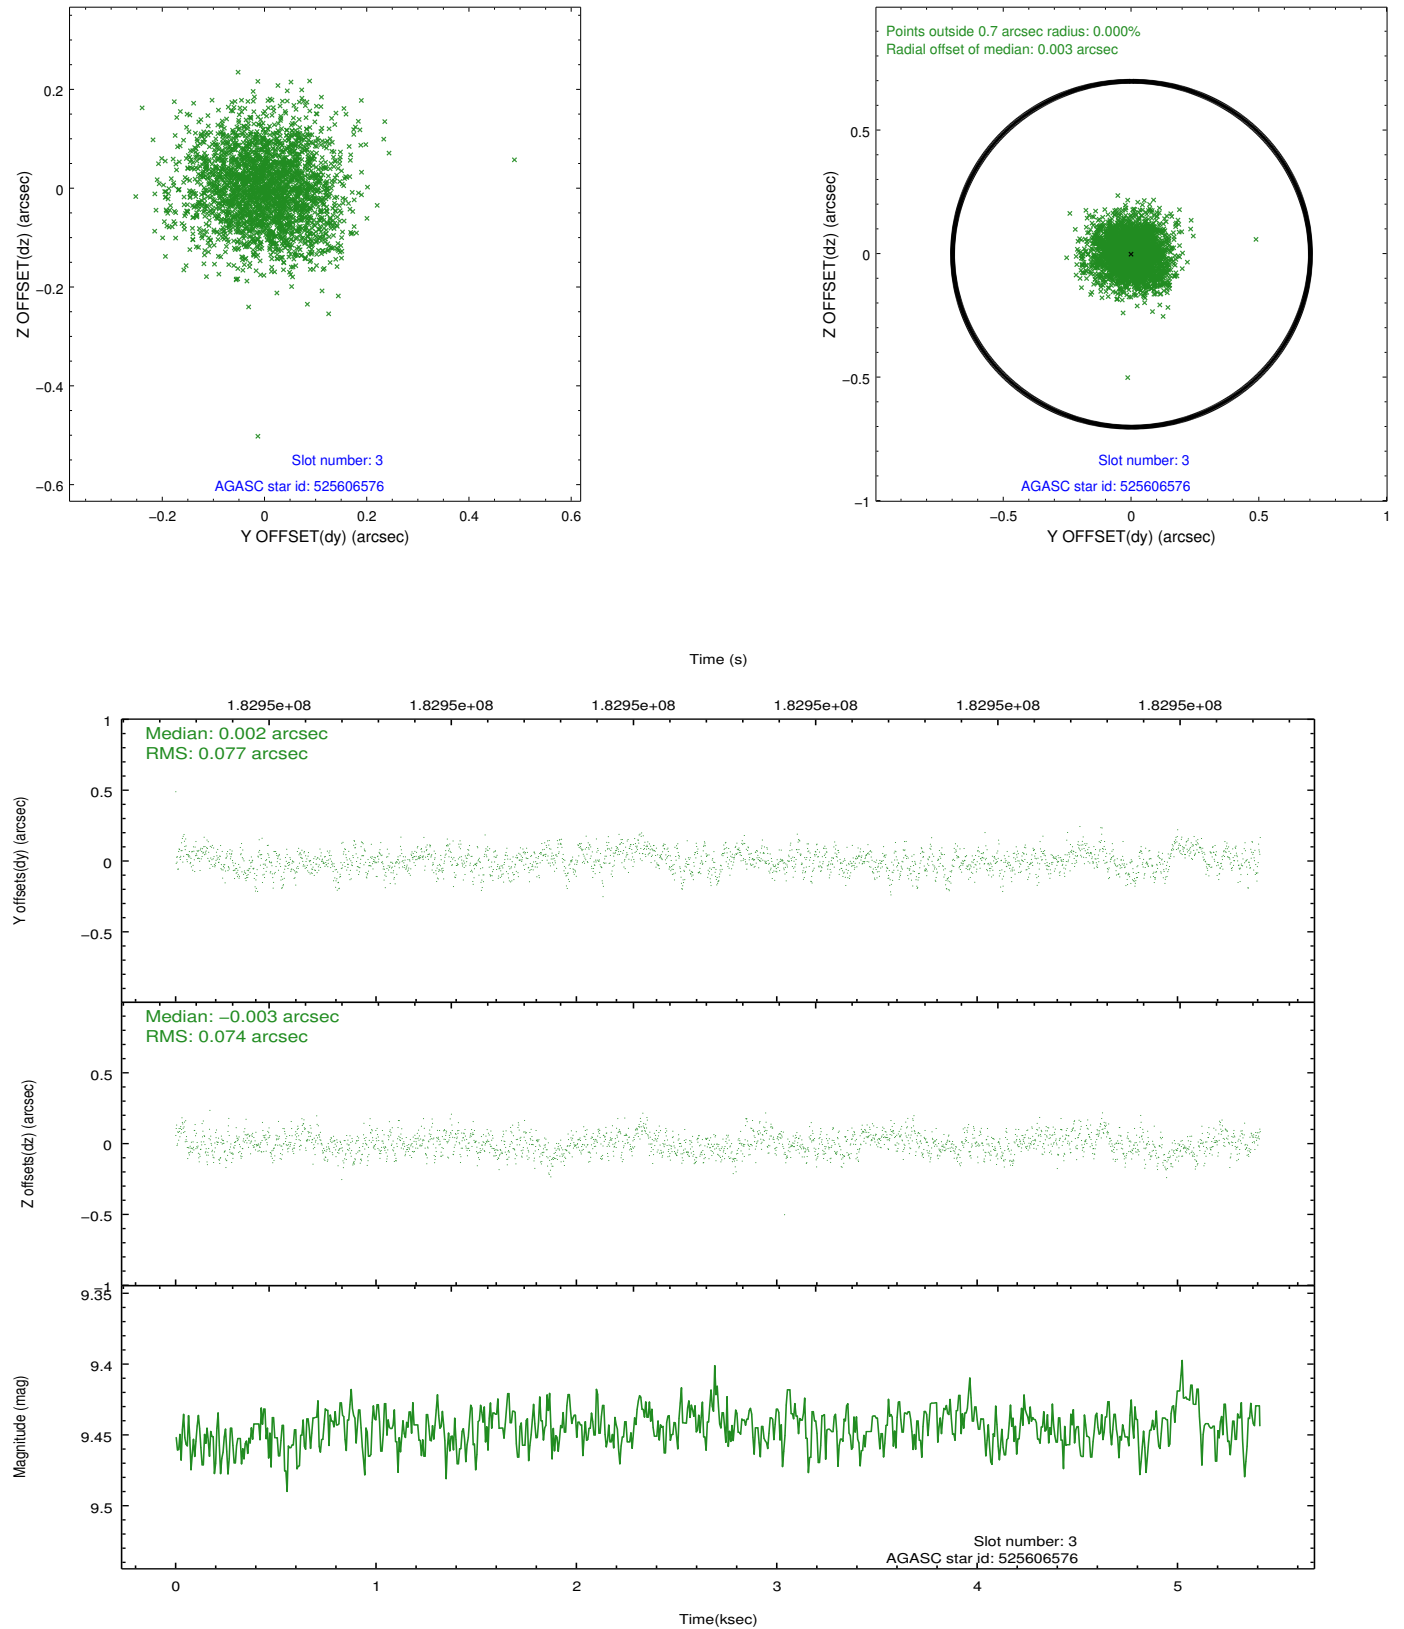 0.2
0
−0.2
−0.4
−0.6
Z OFFSET(dz) (arcsec)
Slot number: 3
AGASC star id: 525606576
−0.2 0 0.2 0.4 0.6
Y OFFSET(dy) (arcsec)
Points outside 0.7 arcsec radius: 0.000%
Radial offset of median: 0.003 arcsec
0.5
0
−0.5
−1
Z OFFSET(dz) (arcsec)
Slot number: 3
AGASC star id: 525606576
−0.5 0 0.5 1
Y OFFSET(dy) (arcsec)
Time (s)
1.8295e+08 1.8295e+08 1.8295e+08 1.8295e+08 1.8295e+08 1.8295e+08
Median: 0.002 arcsec
RMS: 0.077 arcsec
1
0.5
0
−0.5
Y offsets(dy) (arcsec)
Median: −0.003 arcsec
RMS: 0.074 arcsec
0.5
0
−0.5
−1
Z offsets(dz) (arcsec)
9.35
9.4
9.45
9.5
Magnitude (mag)
Slot number: 3
AGASC star id: 525606576
0 1 2 3 4 5
Time(ksec)